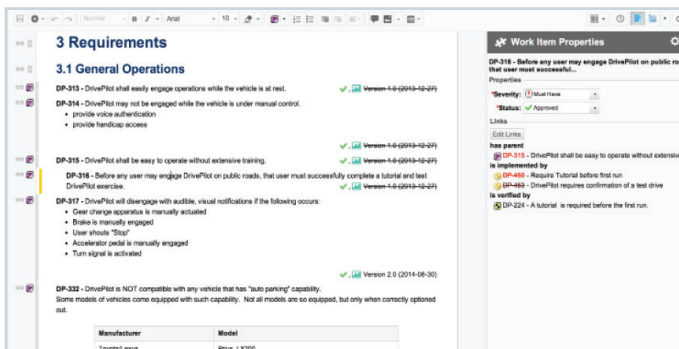 Normal Arial 10
3 Requirements
3.1 General Operations
DP-313 - DrivePilot shall easily engage operations while the vehicle is at rest.
Version 1.0 (2013-12-27)
DP-314 - DrivePilot may not be engaged while the vehicle is under manual control.
• provide voice authentication
• provide handicap access
Version 1.0 (2013-12-27)
DP-315 - DrivePilot shall be easy to operate without extensive training.
Version 1.0 (2013-12-27)
DP-316 - Before any user may engage DrivePilot on public roads, that user must successfully complete a tutorial and test
DrivePilot exercise.
Version 1.0 (2013-12-27)
DP-317 - DrivePilot will disengage with audible, visual notifications if the following occurs:
• Gear change apparatus is manually actuated
• Brake is manually engaged
• User shouts "Stop"
• Accelerator pedal is manually engaged
• Turn signal is activated
Version 2.0 (2014-06-30)
DP-332 - DrivePilot is NOT compatible with any vehicle that has "auto parking" capability.
Some models of vehicles come equipped with such capability. Not all models are so equipped, but only when correctly optioned
out.
Manufacturer Model
Work Item Properties
DP-316 - Before any user may engage DrivePilot on public roa
that user must successful...
Properties
*Severity: Must Have
*Status: Approved
Links
Edit Links
has parent
DP-315 - DrivePilot shall be easy to operate without extensive
is implemented by
DP-460 - Require Tutorial before first run
DP-463 - DrivePilot requires confirmation of a test drive
is verified by
DP-224 - A tutorial is required before the first run.